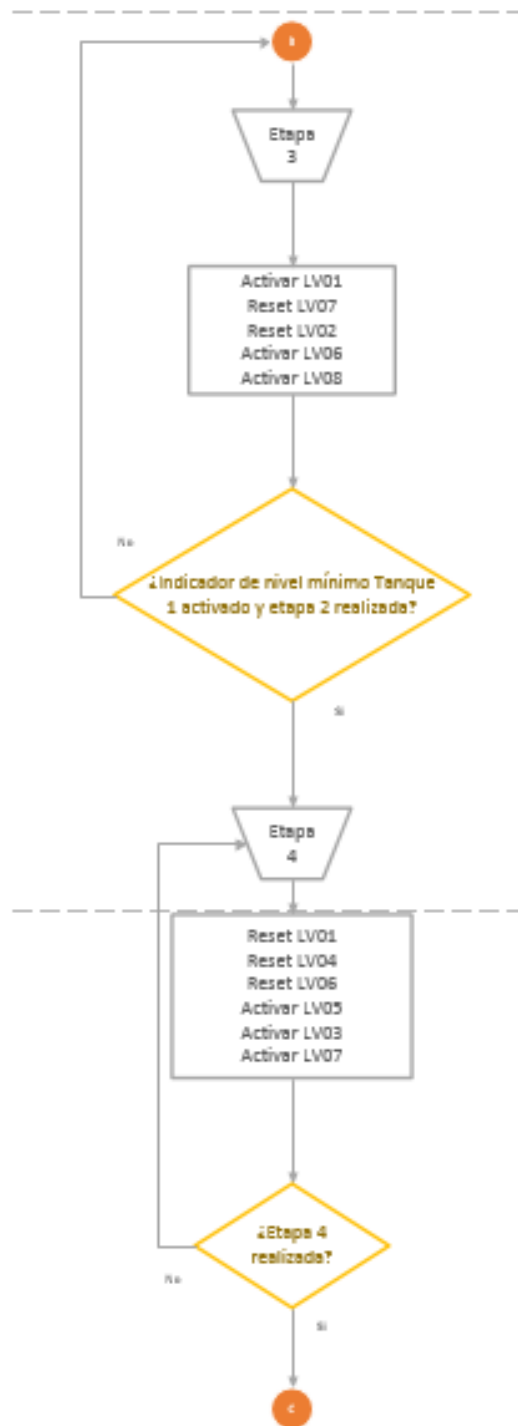 Etapa
3
Activar LV01
Reset LV07
Reset LV02
Activar LV06
Activar LV08
No
¿Indicador de nivel mínimo Tanque
1 activado y etapa 2 realizada?
Si
Etapa
4
Reset LV01
Reset LV04
Reset LV06
Activar LV05
Activar LV03
Activar LV07
¿Etapa 4
realizada?
No
Si
c